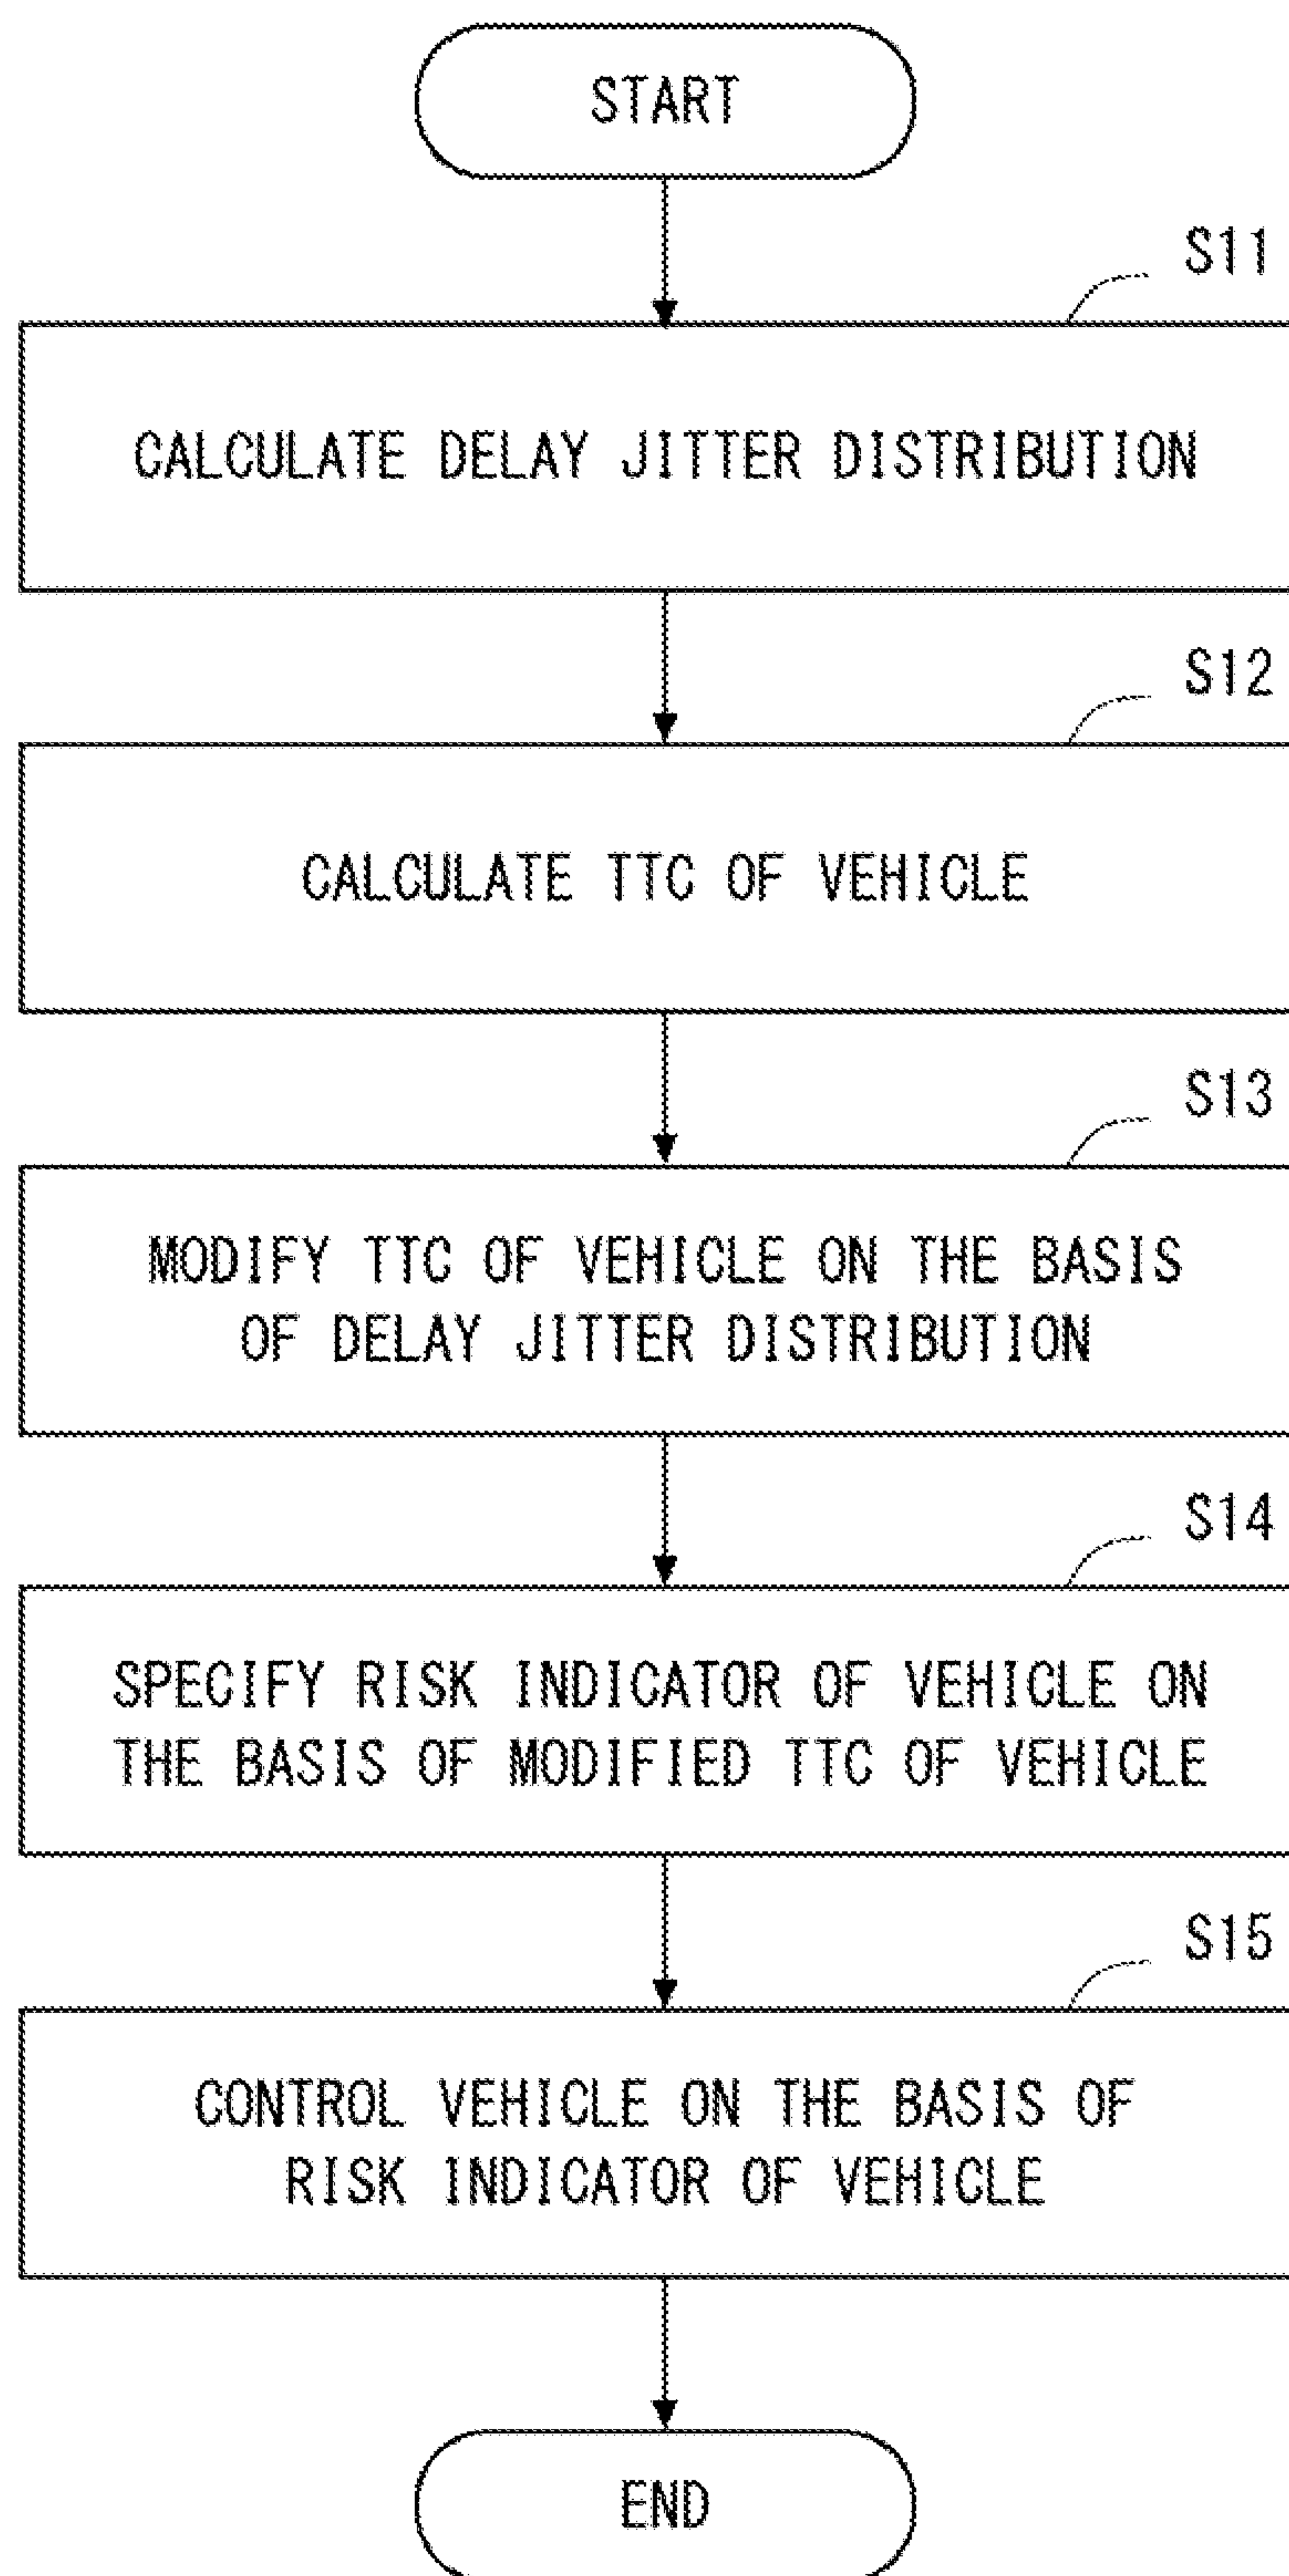 START
S11
CALCULATE DELAY JITTER DISTRIBUTION
S12
CALCULATE TTC OF VEHICLE
S13
MODIFY TTC OF VEHICLE ON THE BASIS
OF DELAY JITTER DISTRIBUTION
S14
SPECIFY RISK INDICATOR OF VEHICLE ON
THE BASIS OF MODIFIED TTC OF VEHICLE
S15
CONTROL VEHICLE ON THE BASIS OF
RISK INDICATOR OF VEHICLE
END